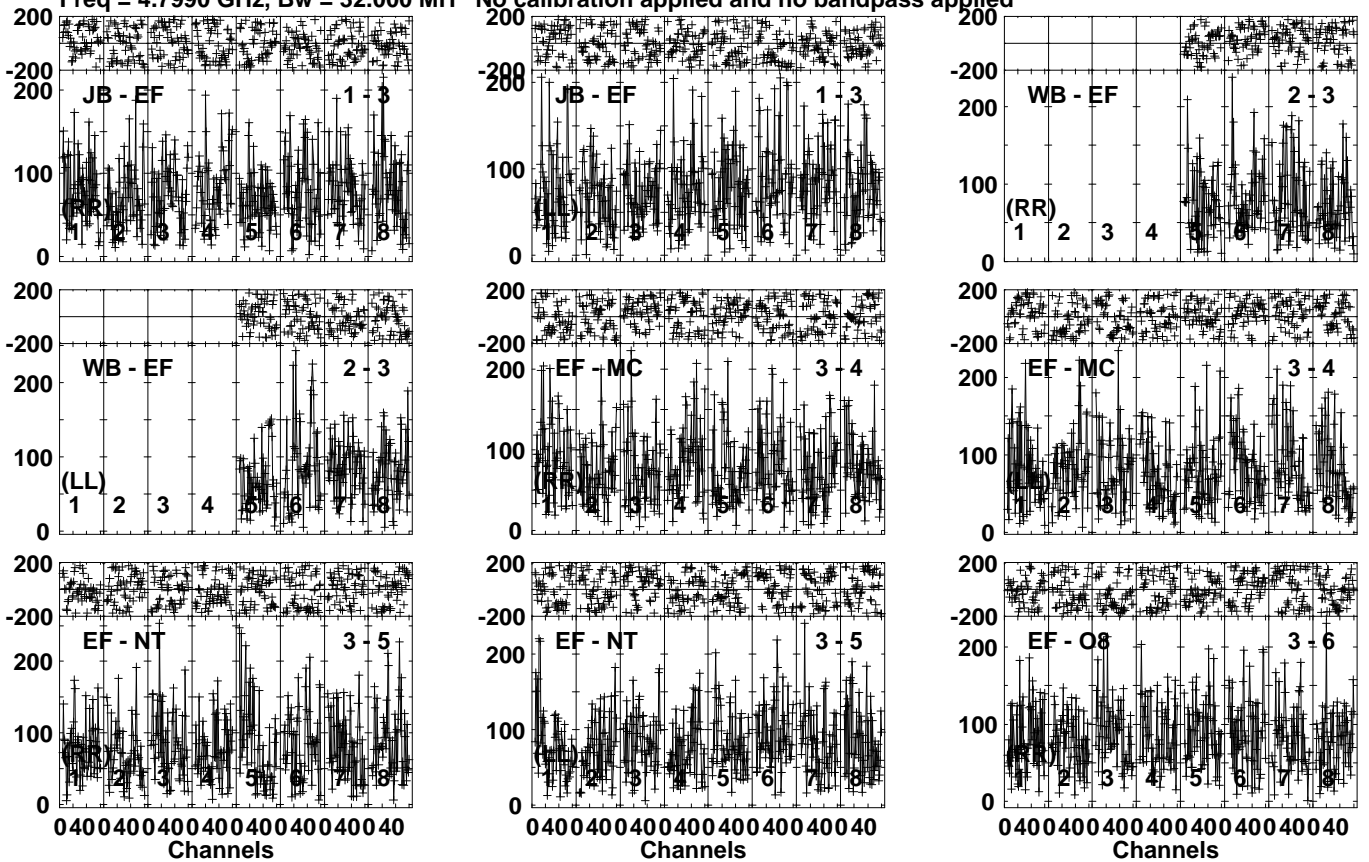 Freq = 4.7990 GHz, Bw = 32.000 MH No calibration applied and no bandpass applied
200 200 200
-200 -200 -200
200 JB - EF 1 - 3 200 JB - EF 1 - 3 200 WB - EF 2 - 3
100 100 100
(RR) (LL) (RR)
1 2 3 4 5 6 7 8 1 2 3 4 5 6 7 8 1 2 3 4 5 6 7 8
0 0 0
200 200 200
-200 -200 -200
200 WB - EF 2 - 3 200 EF - MC 3 - 4 200 EF - MC 3 - 4
100 100 100
(LL) (RR) (LL)
1 2 3 4 5 6 7 8 1 2 3 4 5 6 7 8 1 2 3 4 5 6 7 8
0 0 0
200 200 200
-200 -200 -200
200 EF - NT 3 - 5 200 EF - NT 3 - 5 200 EF - O8 3 - 6
100 100 100
(RR) (LL) (RR)
1 2 3 4 5 6 7 8 1 2 3 4 5 6 7 8 1 2 3 4 5 6 7 8
0 0 0
0 40 0 40 0 40 0 40 0 40 0 40 0 40 0 40 0 40 0 40 0 40 0 40 0 40 0 40 0 40 0 40 0 40 0 40 0 40 0 40 0 40 0 40 0 40 0 40
Channels Channels Channels